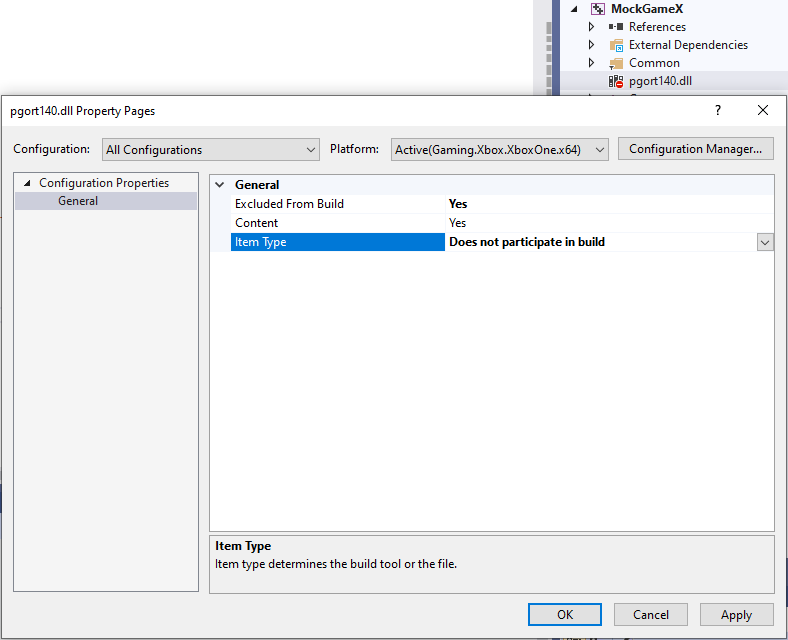 MockGameX
References
External Dependencies
Common
pgort140.dll
pgort140.dll Property Pages
?
Configuration: All Configurations Platform: Active(Gaming.Xbox.XboxOne.x64) Configuration Manager...
Configuration Properties
General
General
Excluded From Build Yes
Content Yes
Item Type Does not participate in build
Item Type
Item type determines the build tool or the file.
OK Cancel Apply